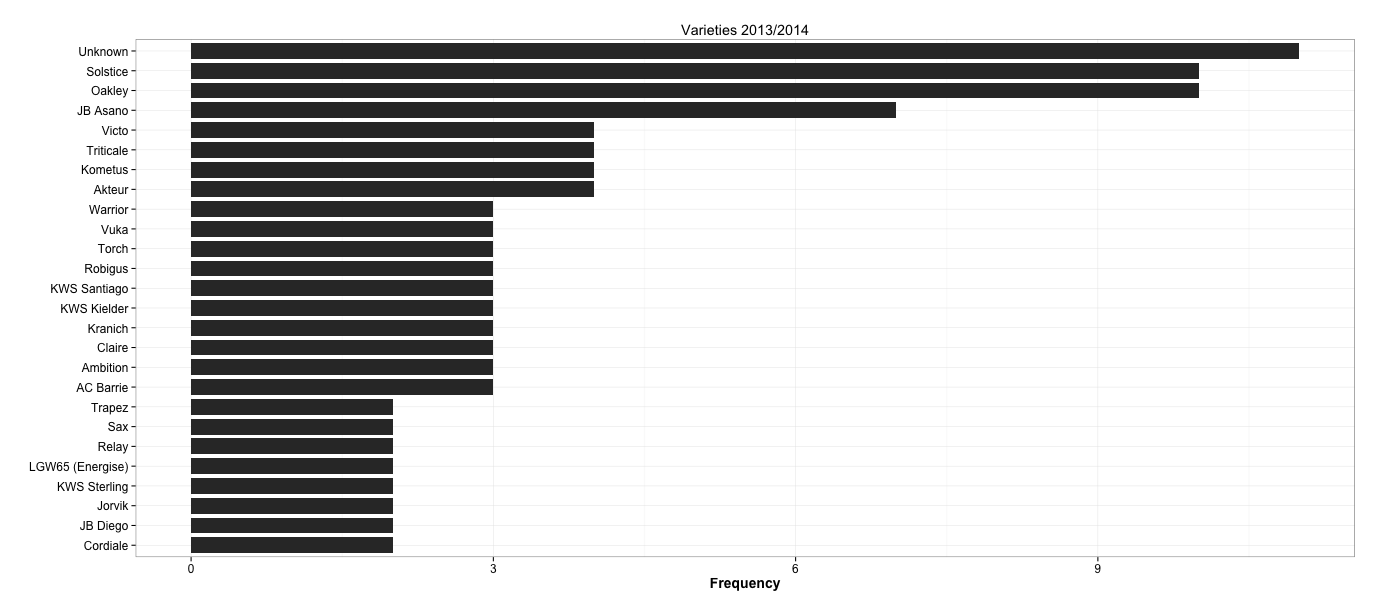 Varieties 2013/2014
Unknown
Solstice
Oakley
JB Asano
Victo
Triticale
Kometus
Akteur
Warrior
Vuka
Torch
Robigus
KWS Santiago
KWS Kielder
Kranich
Claire
Ambition
AC Barrie
Trapez
Sax
Relay
LGW65 (Energise)
KWS Sterling
Jorvik
JB Diego
Cordiale
0 3 6 9
Frequency